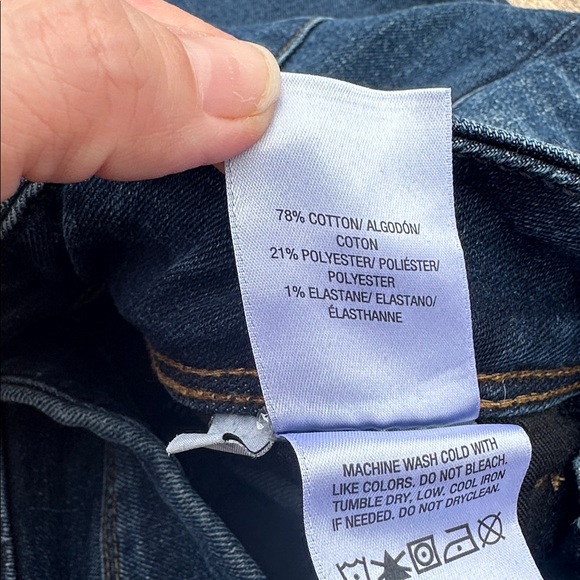 78% COTTON/ ALGODÓN/
COTON
21% POLYESTER/ POLIÉSTER/
POLYESTER
1% ELASTANE/ ELASTANO/
ÉLASTHANNE
MACHINE WASH COLD WITH
LIKE COLORS. DO NOT BLEACH.
TUMBLE DRY, LOW. COOL IRON
IF NEEDED. DO NOT DRYCLEAN.